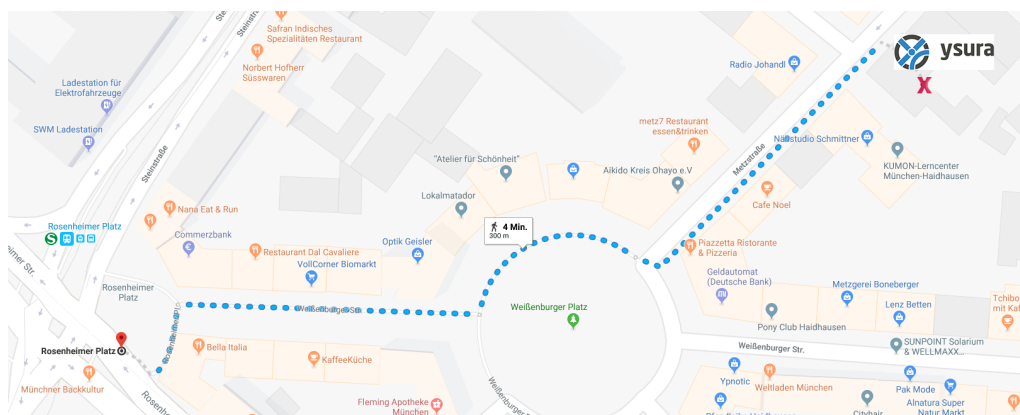 Safran Indisches
Spezialitäten Restaurant
Steinstraße
Norbert Hofherr
Süsswaren
Ladestation für
Elektrofahrzeuge
SWM Ladestation
Steinstraße
Radio Johandl
ysura
X
metz7 Restaurant
essen&trinken
Metzstraße
Nähstudio Schmittner
KUMON-Lerncenter
München-Haidhausen
"Atelier für Schönheit"
Aikido Kreis Ohayo e.V
Lokalmatador
Cafe Noel
Nana Eat & Run
Rosenheimer Platz
S
Commerzbank
4 Min.
300 m
Optik Geisler
Restaurant Dal Cavaliere
VollCorner Biomarkt
Piazzetta Ristorante
& Pizzeria
Geldautomat
(Deutsche Bank)
Rosenheimer
Platz
Metzgerei Boneberger
Lenz Betten
Tchibo
mit Kaf
Weißenburger Str.
Weißenburger Platz
Pony Club Haidhausen
Rosenheimer Platz
Rosenheimer Platz
Bella Italia
KaffeeKüche
Weißenburger Str.
SUNPOINT Solarium
& WELLMAXX...
Münchner Backkultur
Ypnotic
Weltladen München
Pak Mode
Fleming Apotheke
München
Cityhair
Alnatura Super
Natur Markt